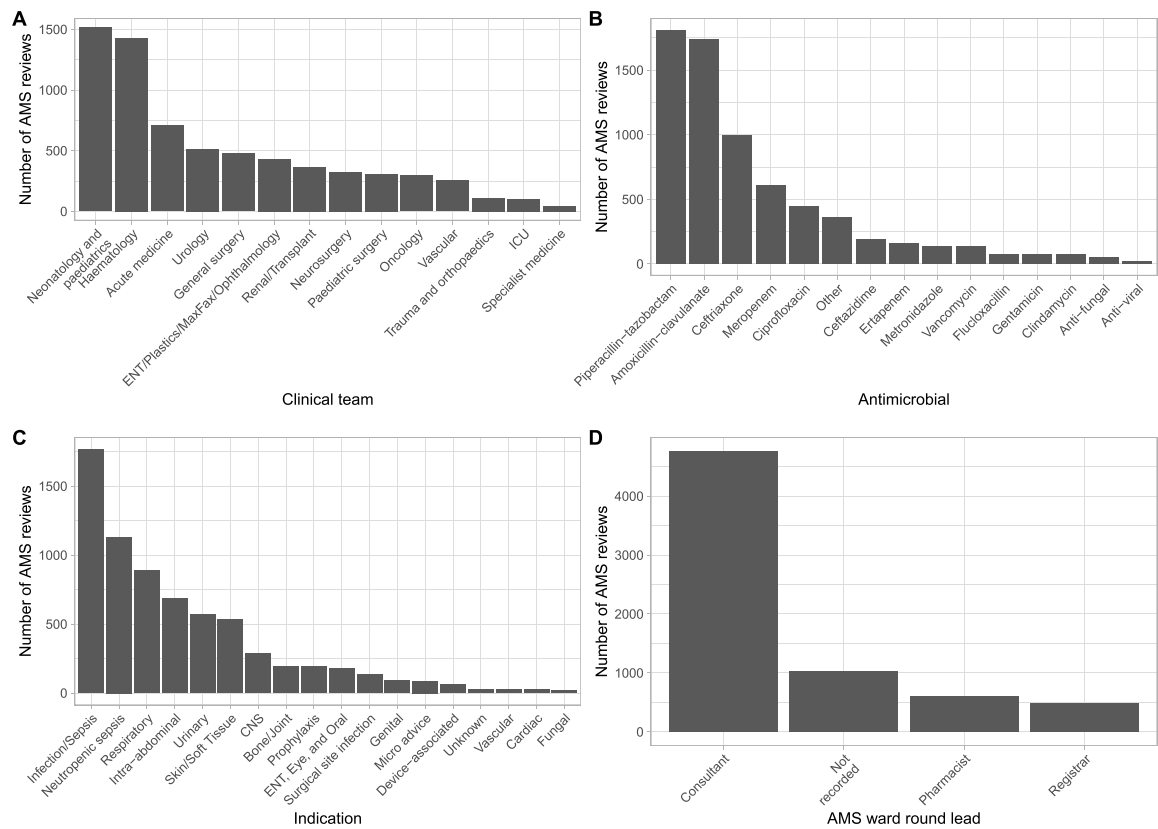 A
Number of AMS reviews
1500
1000
500
0
Neonatology and
paediatrics
Haematology
Acute medicine
Urology
General surgery
ENT/Plastics/MaxFax/Ophthalmology
Renal/Transplant
Neurosurgery
Paediatric surgery
Oncology
Vascular
Trauma and orthopaedics
ICU
Specialist medicine
Clinical team
B
Number of AMS reviews
1500
1000
500
0
Piperacillin−tazobactam
Amoxicillin−clavulanate
Ceftriaxone
Meropenem
Ciprofloxacin
Other
Ceftazidine
Ertapenem
Metronidazole
Vancomycin
Flucloxacillin
Gentamicin
Clindamycin
Anti−fungal
Anti−viral
Antimicrobial
C
Number of AMS reviews
1500
1000
500
0
Infection/Sepsis
Neutropenic sepsis
Respiratory
Intra−abdominal
Urinary
Skin/Soft Tissue
CNS
Bone/Joint
Prophylaxis
ENT, Eye, and Oral
Surgical site infection
Genital
Micro advice
Device−associated
Unknown
Vascular
Cardiac
Fungal
Indication
D
Number of AMS reviews
4000
3000
2000
1000
0
Consultant
Not
recorded
Pharmacist
Registrar
AMS ward round lead